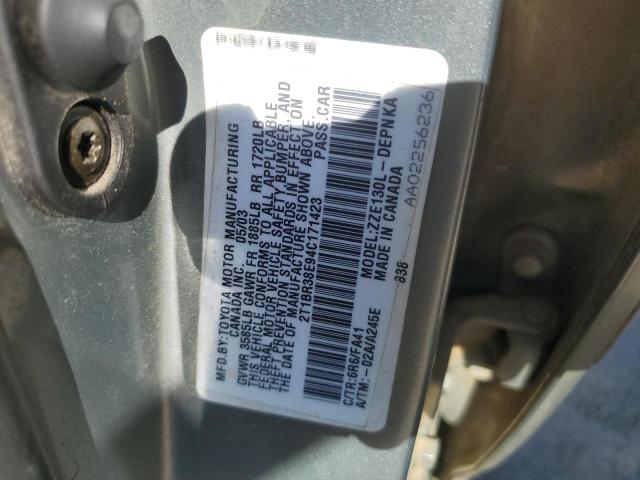 MFD.BY:TOYOTA MOTOR MANUFACTURING
CANADA INC. 05/03
GVWR 3585LB GAWR FR 1885LB RR 1720LB
THIS VEHICLE CONFORMS TO ALL APPLICABLE
FEDERAL MOTOR VEHICLE SAFETY,BUMPER, AND
THEFT PREVENTION STANDARDS IN EFFECT ON
THE DATE OF MANUFACTURE SHOWN ABOVE.
2T1BR38E94C171423 PASS.CAR
C/TR:6R6/FA41 MODEL:ZZE130L-DEPNKA
A/TM:-02A/A245E MADE IN CANADA
838 AA02256236